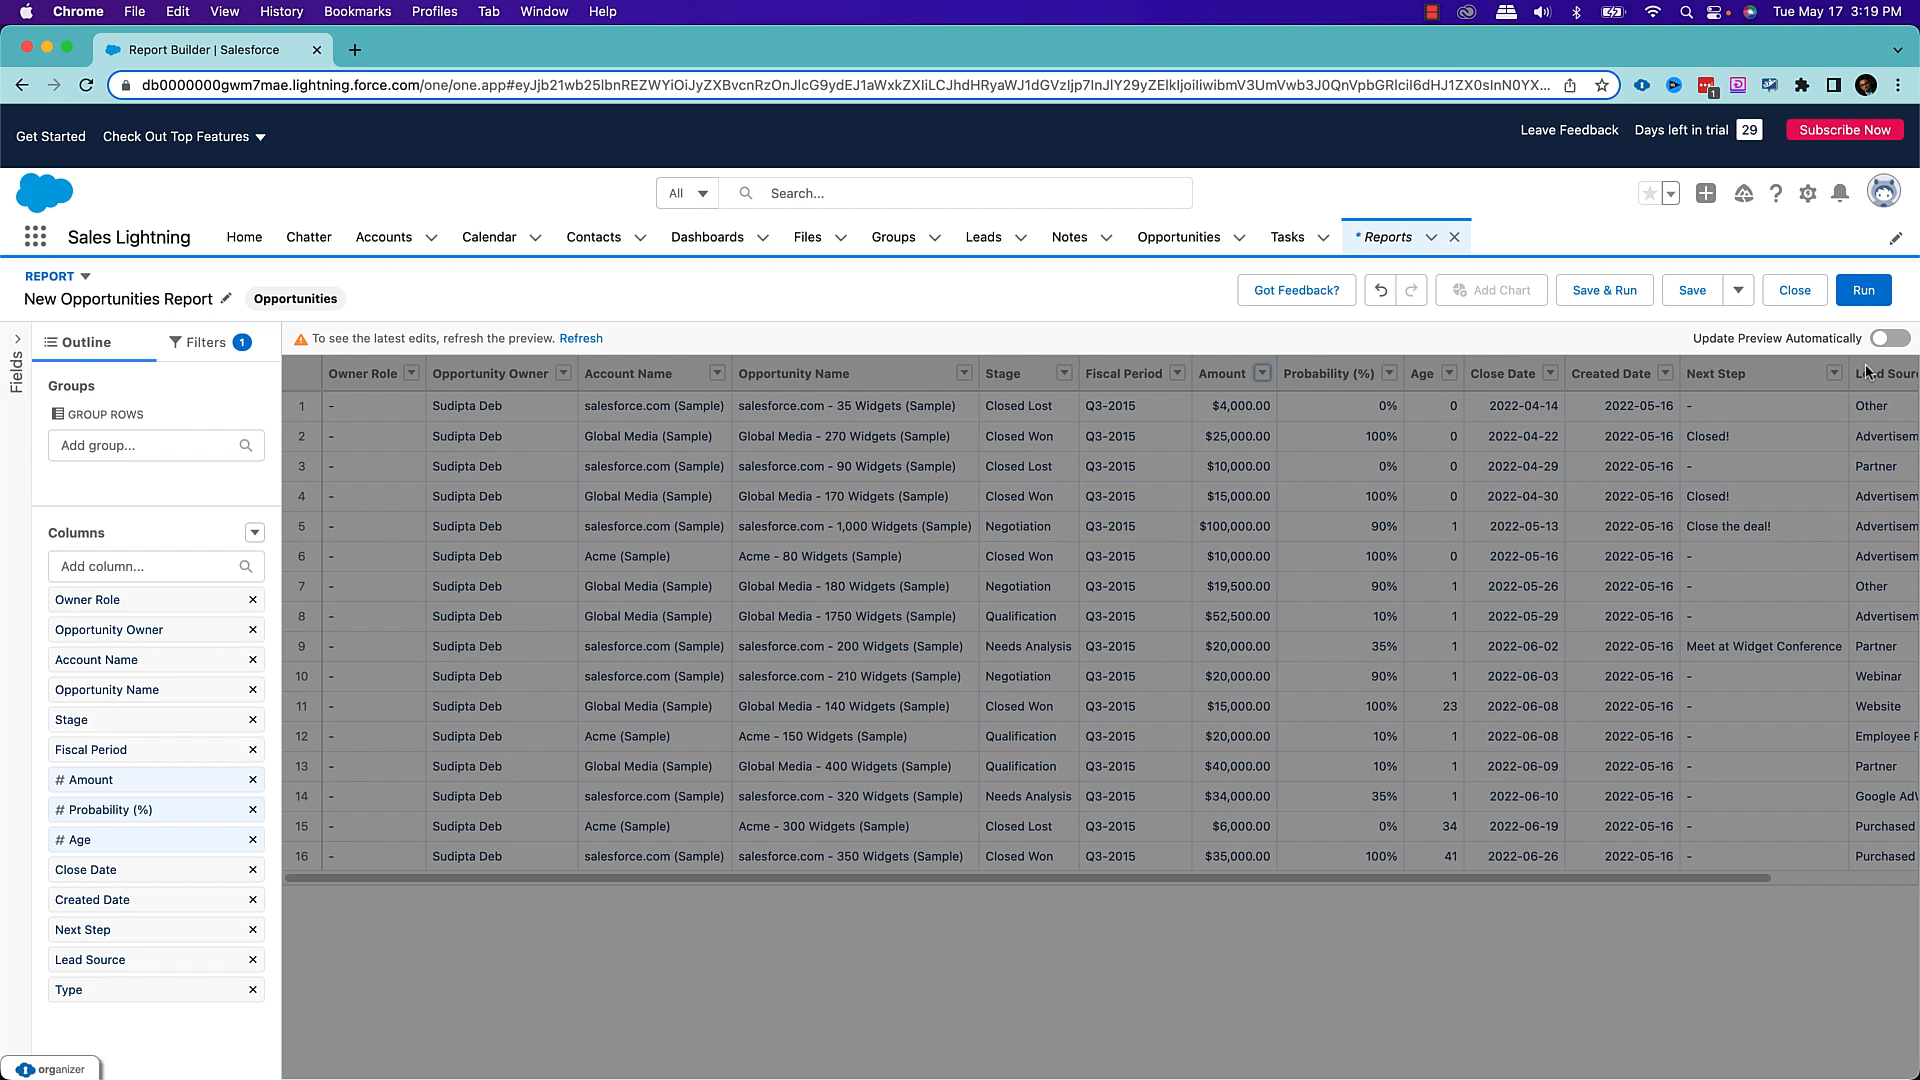 Chrome File Edit View History Bookmarks Profiles Tab Window Help Tue May 17 3:19 PM
Report Builder | Salesforce
db0000000gwm7mae.lightning.force.com/one/one.app#eyJjb21wb25lbnREZWYiOiJyZXBvcnRzOnJlcG9ydEJ1aWxkZXIiLCJhdHRyaWJ1dGVzIjp7InJlY29yZElkIjoiIiwibmV3UmVwb3J0QnVpbGRlciI6dHJ1ZX0sInN0YX...
1
Get Started Check Out Top Features Leave Feedback Days left in trial 29 Subscribe Now
All Search...
Sales Lightning Home Chatter Accounts Calendar Contacts Dashboards Files Groups Leads Notes Opportunities Tasks * Reports
REPORT
New Opportunities Report Opportunities Got Feedback? Add Chart Save & Run Save Close Run
Fields
Outline Filters 1
To see the latest edits, refresh the preview. Refresh Update Preview Automatically
Groups
GROUP ROWS
Add group...
Columns
Add column...
Owner Role
Opportunity Owner
Account Name
Opportunity Name
Stage
Fiscal Period
# Amount
# Probability (%)
# Age
Close Date
Created Date
Next Step
Lead Source
Type
organizer
Owner Role Opportunity Owner Account Name Opportunity Name Stage Fiscal Period Amount Probability (%) Age Close Date Created Date Next Step
1 - Sudipta Deb salesforce.com (Sample) salesforce.com - 35 Widgets (Sample) Closed Lost Q3-2015 $4,000.00 0% 0 2022-04-14 2022-05-16 - Other
2 - Sudipta Deb Global Media (Sample) Global Media - 270 Widgets (Sample) Closed Won Q3-2015 $25,000.00 100% 0 2022-04-22 2022-05-16 Closed! Advertisem
3 - Sudipta Deb salesforce.com (Sample) salesforce.com - 90 Widgets (Sample) Closed Lost Q3-2015 $10,000.00 0% 0 2022-04-29 2022-05-16 - Partner
4 - Sudipta Deb Global Media (Sample) Global Media - 170 Widgets (Sample) Closed Won Q3-2015 $15,000.00 100% 0 2022-04-30 2022-05-16 Closed! Advertisem
5 - Sudipta Deb salesforce.com (Sample) salesforce.com - 1,000 Widgets (Sample) Negotiation Q3-2015 $100,000.00 90% 1 2022-05-13 2022-05-16 Close the deal! Advertisem
6 - Sudipta Deb Acme (Sample) Acme - 80 Widgets (Sample) Closed Won Q3-2015 $10,000.00 100% 0 2022-05-16 2022-05-16 - Advertisem
7 - Sudipta Deb Global Media (Sample) Global Media - 180 Widgets (Sample) Negotiation Q3-2015 $19,500.00 90% 1 2022-05-26 2022-05-16 - Other
8 - Sudipta Deb Global Media (Sample) Global Media - 1750 Widgets (Sample) Qualification Q3-2015 $52,500.00 10% 1 2022-05-29 2022-05-16 - Advertisem
9 - Sudipta Deb salesforce.com (Sample) salesforce.com - 200 Widgets (Sample) Needs Analysis Q3-2015 $20,000.00 35% 1 2022-06-02 2022-05-16 Meet at Widget Conference Partner
10 - Sudipta Deb salesforce.com (Sample) salesforce.com - 210 Widgets (Sample) Negotiation Q3-2015 $20,000.00 90% 1 2022-06-03 2022-05-16 - Webinar
11 - Sudipta Deb Global Media (Sample) Global Media - 140 Widgets (Sample) Closed Won Q3-2015 $15,000.00 100% 23 2022-06-08 2022-05-16 - Website
12 - Sudipta Deb Acme (Sample) Acme - 150 Widgets (Sample) Qualification Q3-2015 $20,000.00 10% 1 2022-06-08 2022-05-16 - Employee
13 - Sudipta Deb Global Media (Sample) Global Media - 400 Widgets (Sample) Qualification Q3-2015 $40,000.00 10% 1 2022-06-09 2022-05-16 - Partner
14 - Sudipta Deb salesforce.com (Sample) salesforce.com - 320 Widgets (Sample) Needs Analysis Q3-2015 $34,000.00 35% 1 2022-06-10 2022-05-16 - Google
15 - Sudipta Deb Acme (Sample) Acme - 300 Widgets (Sample) Closed Lost Q3-2015 $6,000.00 0% 34 2022-06-19 2022-05-16 - Purchased
16 - Sudipta Deb salesforce.com (Sample) salesforce.com - 350 Widgets (Sample) Closed Won Q3-2015 $35,000.00 100% 41 2022-06-26 2022-05-16 - Purchased